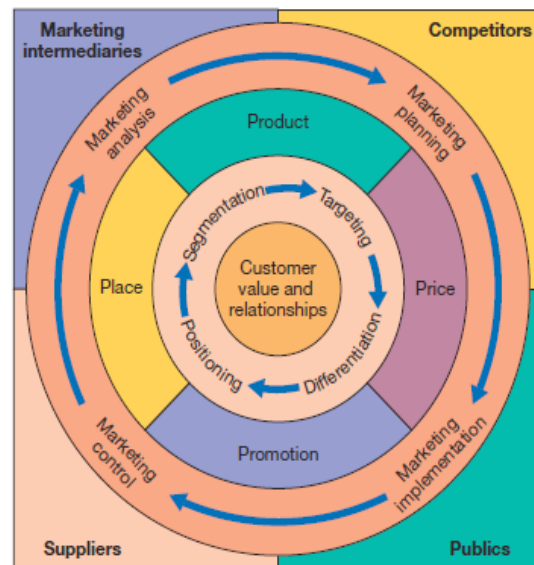 Marketing
intermediaries
Competitors
Marketing
analysis
Marketing
planning
Product
Segmentation
Targeting
Place
Customer
value and
relationships
Price
Positioning
Differentiation
Promotion
Marketing
control
Marketing
implementation
Suppliers
Publics